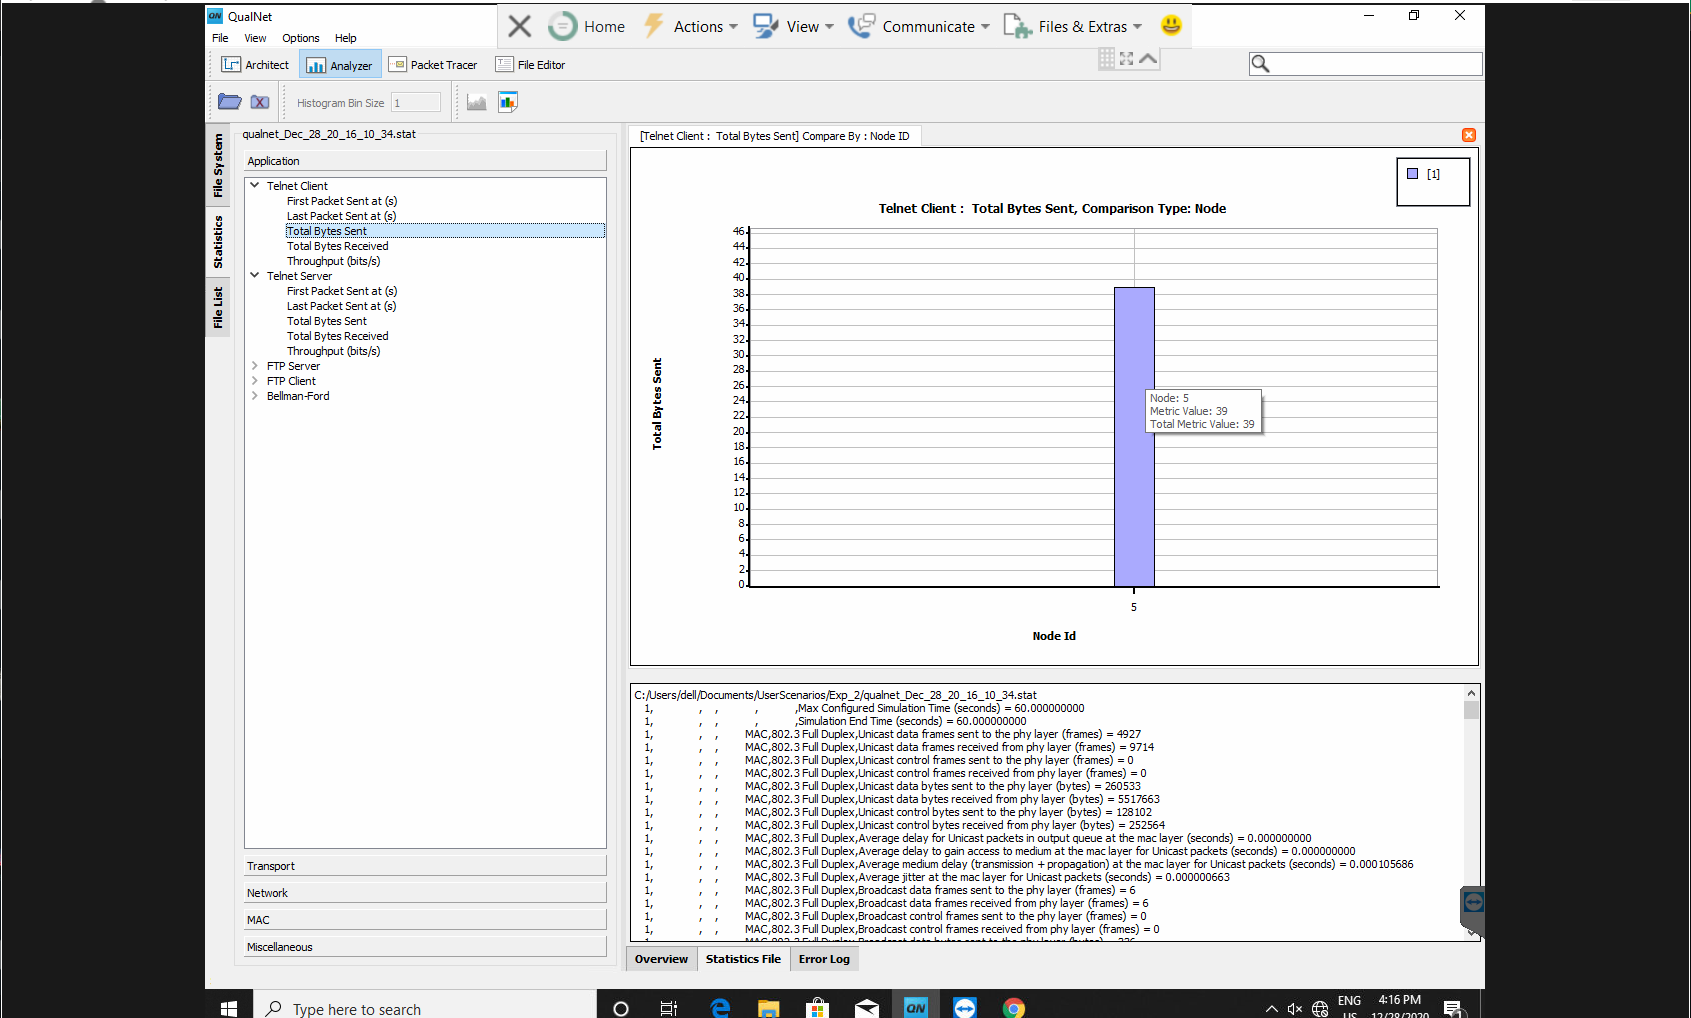 QualNet
File View Options Help
Home Actions View Communicate Files & Extras
Architect Analyzer Packet Tracer File Editor
Histogram Bin Size 1
File System
Statistics
File List
qualnet_Dec_28_20_16_10_34.stat
Application
Telnet Client
First Packet Sent at (s)
Last Packet Sent at (s)
Total Bytes Sent
Total Bytes Received
Throughput (bits/s)
Telnet Server
First Packet Sent at (s)
Last Packet Sent at (s)
Total Bytes Sent
Total Bytes Received
Throughput (bits/s)
FTP Server
FTP Client
Bellman-Ford
Transport
Network
MAC
Miscellaneous
[Telnet Client : Total Bytes Sent] Compare By : Node ID
[1]
Telnet Client : Total Bytes Sent, Comparison Type: Node
Total Bytes Sent
46
44
42
40
38
36
34
32
30
28
26
24
22
20
18
16
14
12
10
8
6
4
2
0
Node: 5
Metric Value: 39
Total Metric Value: 39
5
Node Id
C:/Users/dell/Documents/UserScenarios/Exp_2/qualnet_Dec_28_20_16_10_34.stat
1, , , , ,Max Configured Simulation Time (seconds) = 60.000000000
1, , , , ,Simulation End Time (seconds) = 60.000000000
1, , , MAC,802.3 Full Duplex,Unicast data frames sent to the phy layer (frames) = 4927
1, , , MAC,802.3 Full Duplex,Unicast data frames received from phy layer (frames) = 9714
1, , , MAC,802.3 Full Duplex,Unicast control frames sent to the phy layer (frames) = 0
1, , , MAC,802.3 Full Duplex,Unicast control frames received from phy layer (frames) = 0
1, , , MAC,802.3 Full Duplex,Unicast data bytes sent to the phy layer (bytes) = 260533
1, , , MAC,802.3 Full Duplex,Unicast data bytes received from phy layer (bytes) = 5517663
1, , , MAC,802.3 Full Duplex,Unicast control bytes sent to the phy layer (bytes) = 128102
1, , , MAC,802.3 Full Duplex,Unicast control bytes received from phy layer (bytes) = 252564
1, , , MAC,802.3 Full Duplex,Average delay for Unicast packets in output queue at the mac layer (seconds) = 0.000000000
1, , , MAC,802.3 Full Duplex,Average delay to gain access to medium at the mac layer for Unicast packets (seconds) = 0.000000000
1, , , MAC,802.3 Full Duplex,Average medium delay (transmission + propagation) at the mac layer for Unicast packets (seconds) = 0.000105686
1, , , MAC,802.3 Full Duplex,Average jitter at the mac layer for Unicast packets (seconds) = 0.000000663
1, , , MAC,802.3 Full Duplex,Broadcast data frames sent to the phy layer (frames) = 6
1, , , MAC,802.3 Full Duplex,Broadcast data frames received from phy layer (frames) = 6
1, , , MAC,802.3 Full Duplex,Broadcast control frames sent to the phy layer (frames) = 0
1, , , MAC,802.3 Full Duplex,Broadcast control frames received from phy layer (frames) = 0
Overview Statistics File Error Log
Type here to search
QN
ENG
4:16 PM
12/28/2020